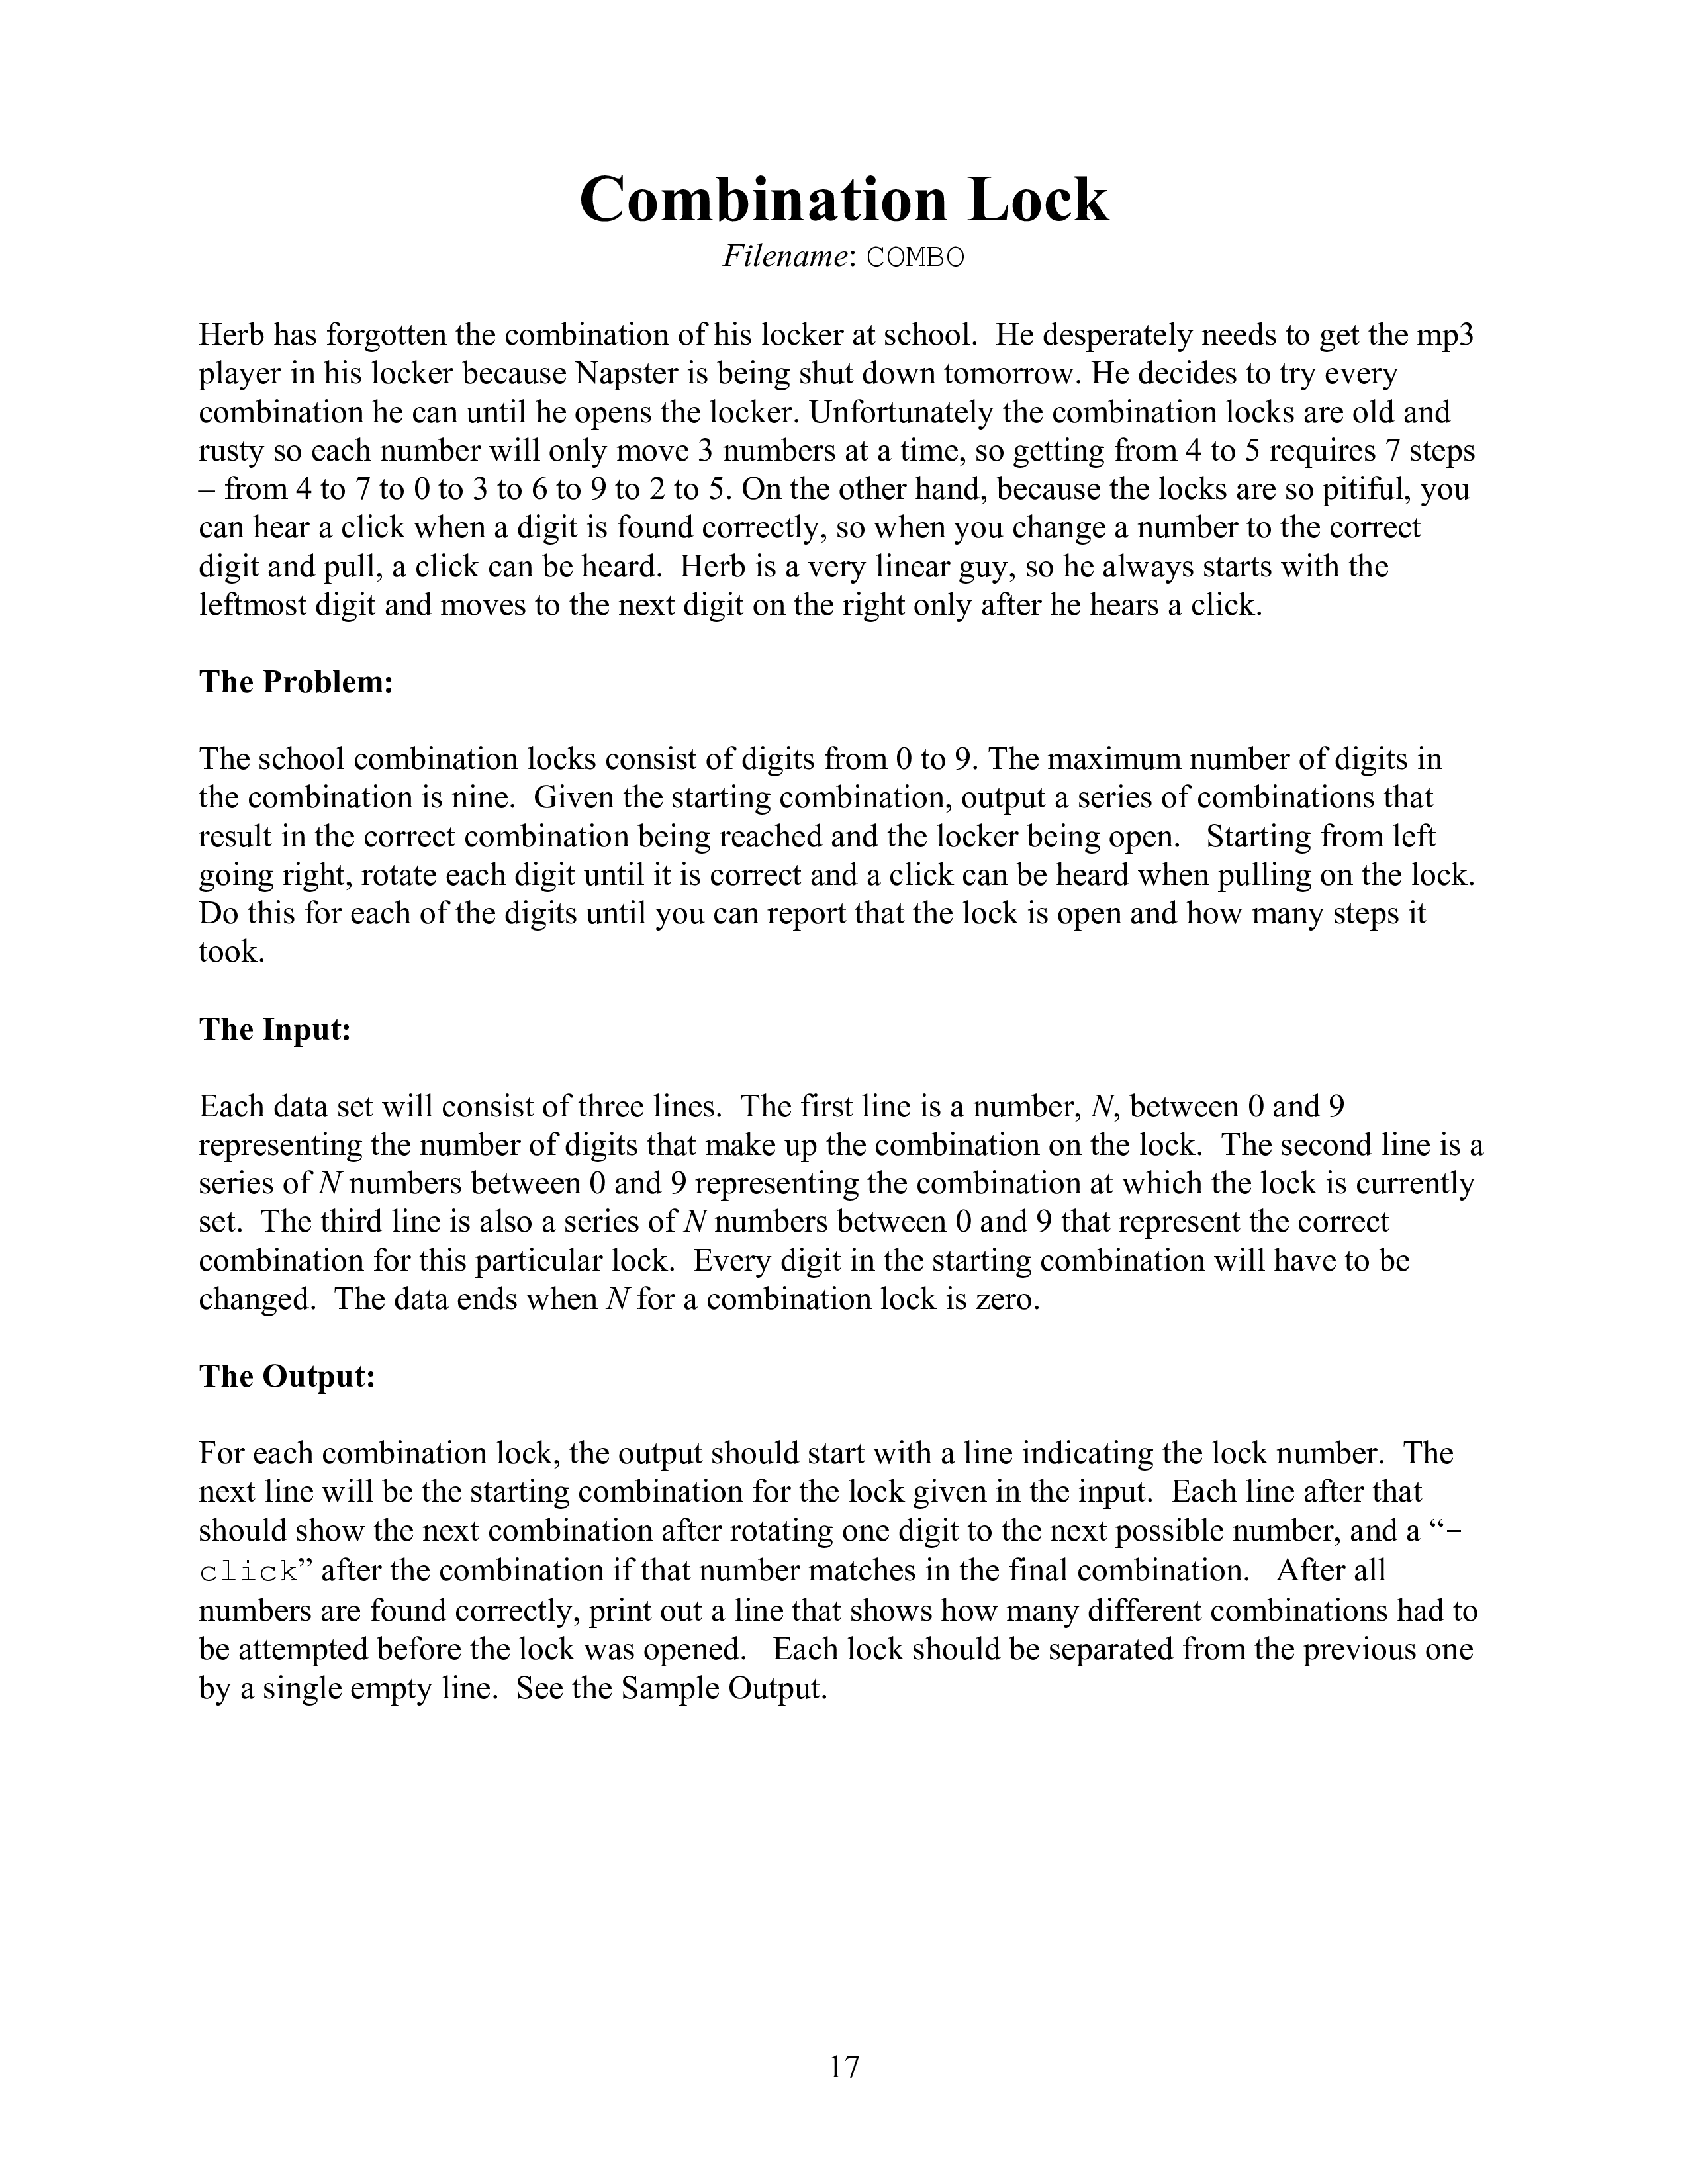 Combination Lock
Filename: COMBO
Herb has forgotten the combination of his locker at school.  He desperately needs to get the mp3
player in his locker because Napster is being shut down tomorrow. He decides to try every
combination he can until he opens the locker. Unfortunately the combination locks are old and
rusty so each number will only move 3 numbers at a time, so getting from 4 to 5 requires 7 steps
– from 4 to 7 to 0 to 3 to 6 to 9 to 2 to 5. On the other hand, because the locks are so pitiful, you
can hear a click when a digit is found correctly, so when you change a number to the correct
digit and pull, a click can be heard.  Herb is a very linear guy, so he always starts with the
leftmost digit and moves to the next digit on the right only after he hears a click.
The Problem:
The school combination locks consist of digits from 0 to 9. The maximum number of digits in
the combination is nine.  Given the starting combination, output a series of combinations that
result in the correct combination being reached and the locker being open.   Starting from left
going right, rotate each digit until it is correct and a click can be heard when pulling on the lock.
Do this for each of the digits until you can report that the lock is open and how many steps it
took.
The Input:
Each data set will consist of three lines.  The first line is a number, N, between 0 and 9
representing the number of digits that make up the combination on the lock.  The second line is a
series of N numbers between 0 and 9 representing the combination at which the lock is currently
set.  The third line is also a series of N numbers between 0 and 9 that represent the correct
combination for this particular lock.  Every digit in the starting combination will have to be
changed.  The data ends when N for a combination lock is zero.
The Output:
For each combination lock, the output should start with a line indicating the lock number.  The
next line will be the starting combination for the lock given in the input.  Each line after that
should show the next combination after rotating one digit to the next possible number, and a “-
click” after the combination if that number matches in the final combination.   After all
numbers are found correctly, print out a line that shows how many different combinations had to
be attempted before the lock was opened.   Each lock should be separated from the previous one
by a single empty line.  See the Sample Output.
17